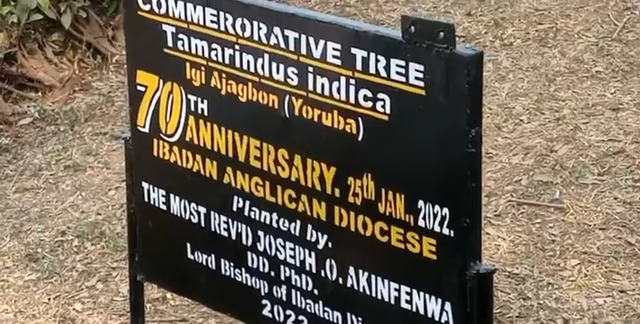 COMMERORATIVE TREE
Tamarindus indica
Igi Ajagbon (Yoruba)
70TH ANNIVERSARY. 25th JAN., 2022.
IBADAN ANGLICAN DIOCESE
Planted by.
THE MOST REV'D JOSEPH .O. AKINFENWA
DD. PhD.
Lord Bishop of Ibadan
2022